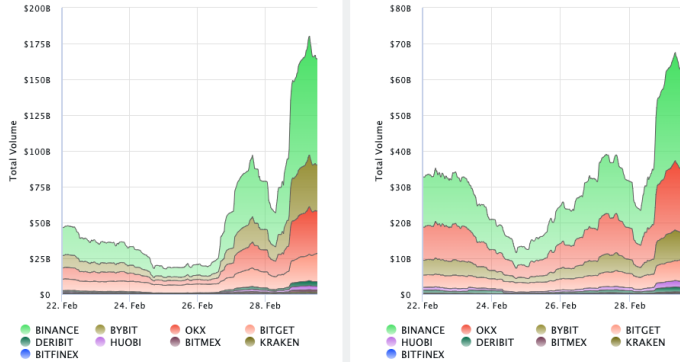 $200B
$175B
$150B
$125B
$100B
$75B
$50B
$25B
$0
Total Volume
22. Feb 24. Feb 26. Feb 28. Feb
BINANCE BYBIT OKX BITGET
DERIBIT HUOBI BITMEX KRAKEN
BITFINEX
$80B
$70B
$60B
$50B
$40B
$30B
$20B
$10B
$0
Total Volume
22. Feb 24. Feb 26. Feb 28. Feb
BINANCE OKX BYBIT BITGET
HUOBI DERIBIT BITMEX KRAKEN
BITFINEX